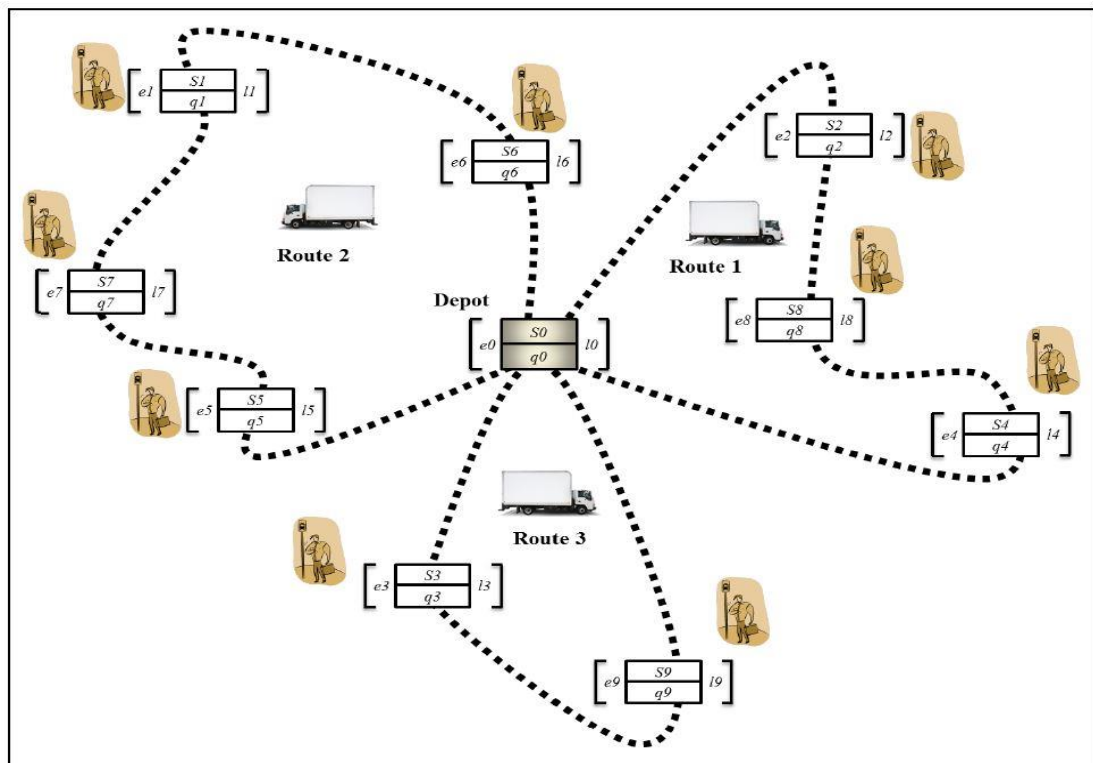 e1 S1 l1
q1
e6 S6 l6
q6
e2 S2 l2
q2
Route 2
Route 1
e7 S7 l7
q7
Depot
e0 S0 l0
q0
e8 S8 l8
q8
e5 S5 l5
q5
e4 S4 l4
q4
Route 3
e3 S3 l3
q3
e9 S9 l9
q9